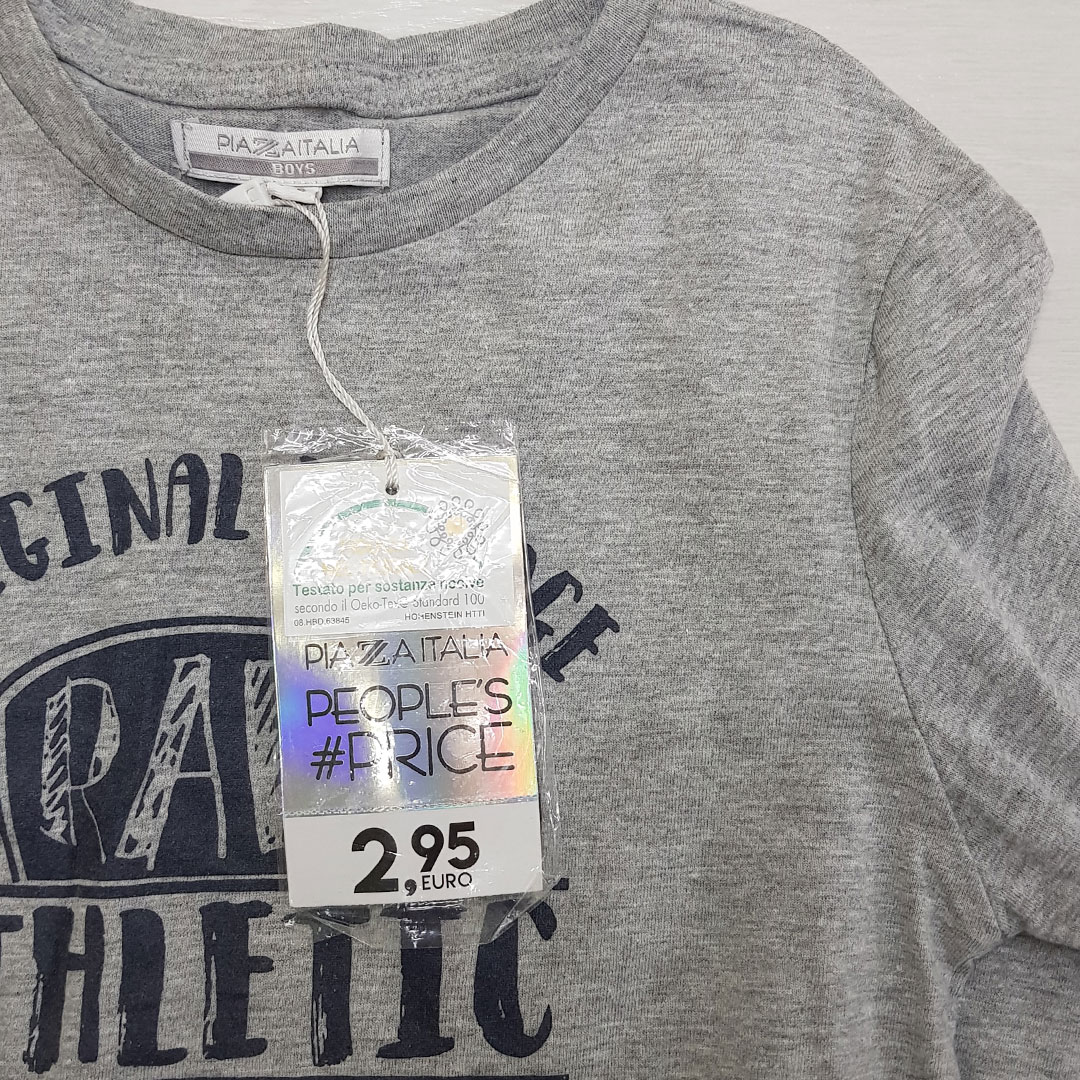 PIAZZAITALIA
BOYS
GINAL
Testato per sostanze nocive
secondo il Oeko-Tex® Standard 100
08.HBD.63845 HOHENSTEIN HTTI
PIAZZAITALIA
PEOPLE'S
#PRICE
2,95
EURO
THLETIC